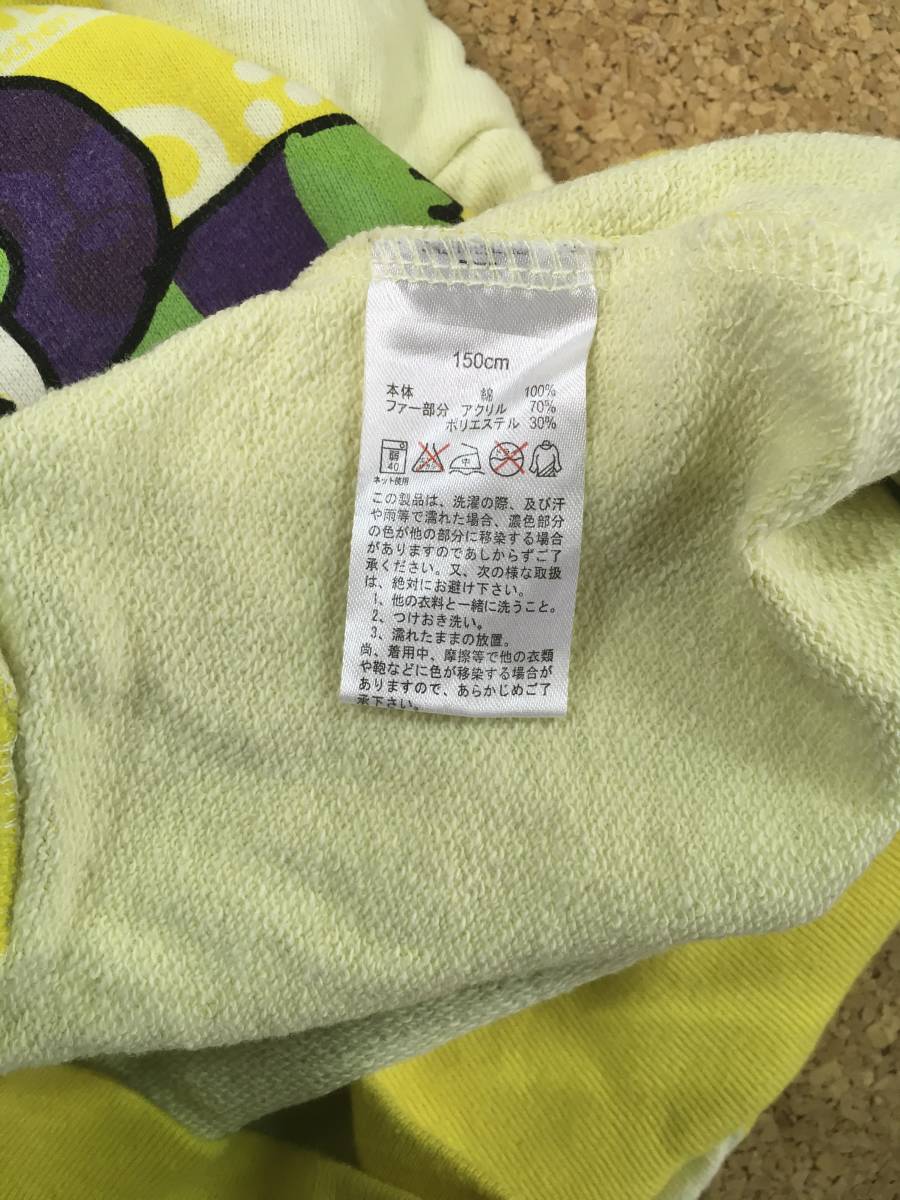 150cm
本体 綿 100%
ファー部分 アクリル 70%
ポリエステル 30%
弱
40
中
ネット使用
この製品は、洗濯の際、及び汗
や雨等で濡れた場合、濃色部分
の色が他の部分に移染する場合
がありますのであしからずご了
承ください。又、次の様な取扱
は、絶対にお避け下さい。
1、他の衣料と一緒に洗うこと。
2、つけおき洗い。
3、濡れたままの放置。
尚、着用中、摩擦等で他の衣類
や鞄などに色が移染する場合が
ありますので、あらかじめご了
承下さい。